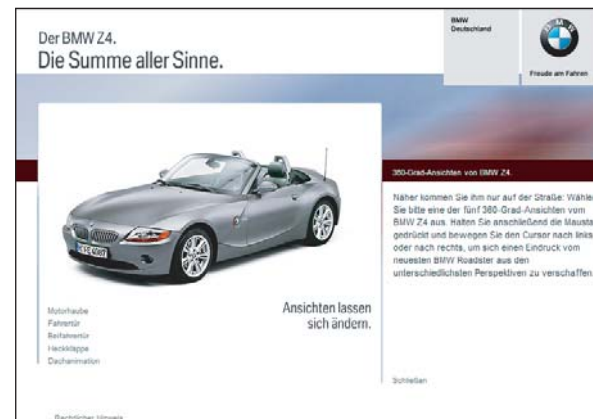 Der BMW Z4.
Die Summe aller Sinne.
BMW
Deutschland
Freude am Fahren
360-Grad-Ansichten von BMW Z4.
Näher kommen Sie ihm nur auf der Straße: Wähle
Sie bitte eine der fünf 360-Grad-Ansichten vom
BMW Z4 aus. Halten Sie anschließend die Mausta
gedrückt und bewegen Sie den Cursor nach links
oder nach rechts, um sich einen Eindruck vom
neuesten BMW Roadster aus den
unterschiedlichsten Perspektiven zu verschaffen.
Ansichten lassen
sich ändern.
Motorhaube
Fahrertür
Beifahrertür
Heckklappe
Dachanimation
Schließen
Rechtlicher Hinweis